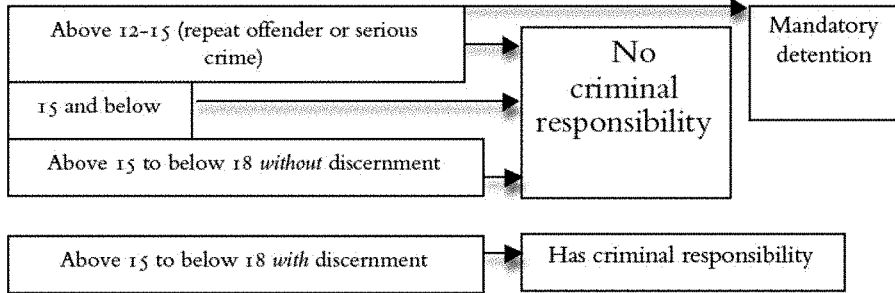 Above 12-15 (repeat offender or serious
crime)
Mandatory
detention
No
criminal
responsibility
15 and below
Above 15 to below 18 without discernment
Above 15 to below 18 with discernment
Has criminal responsibility